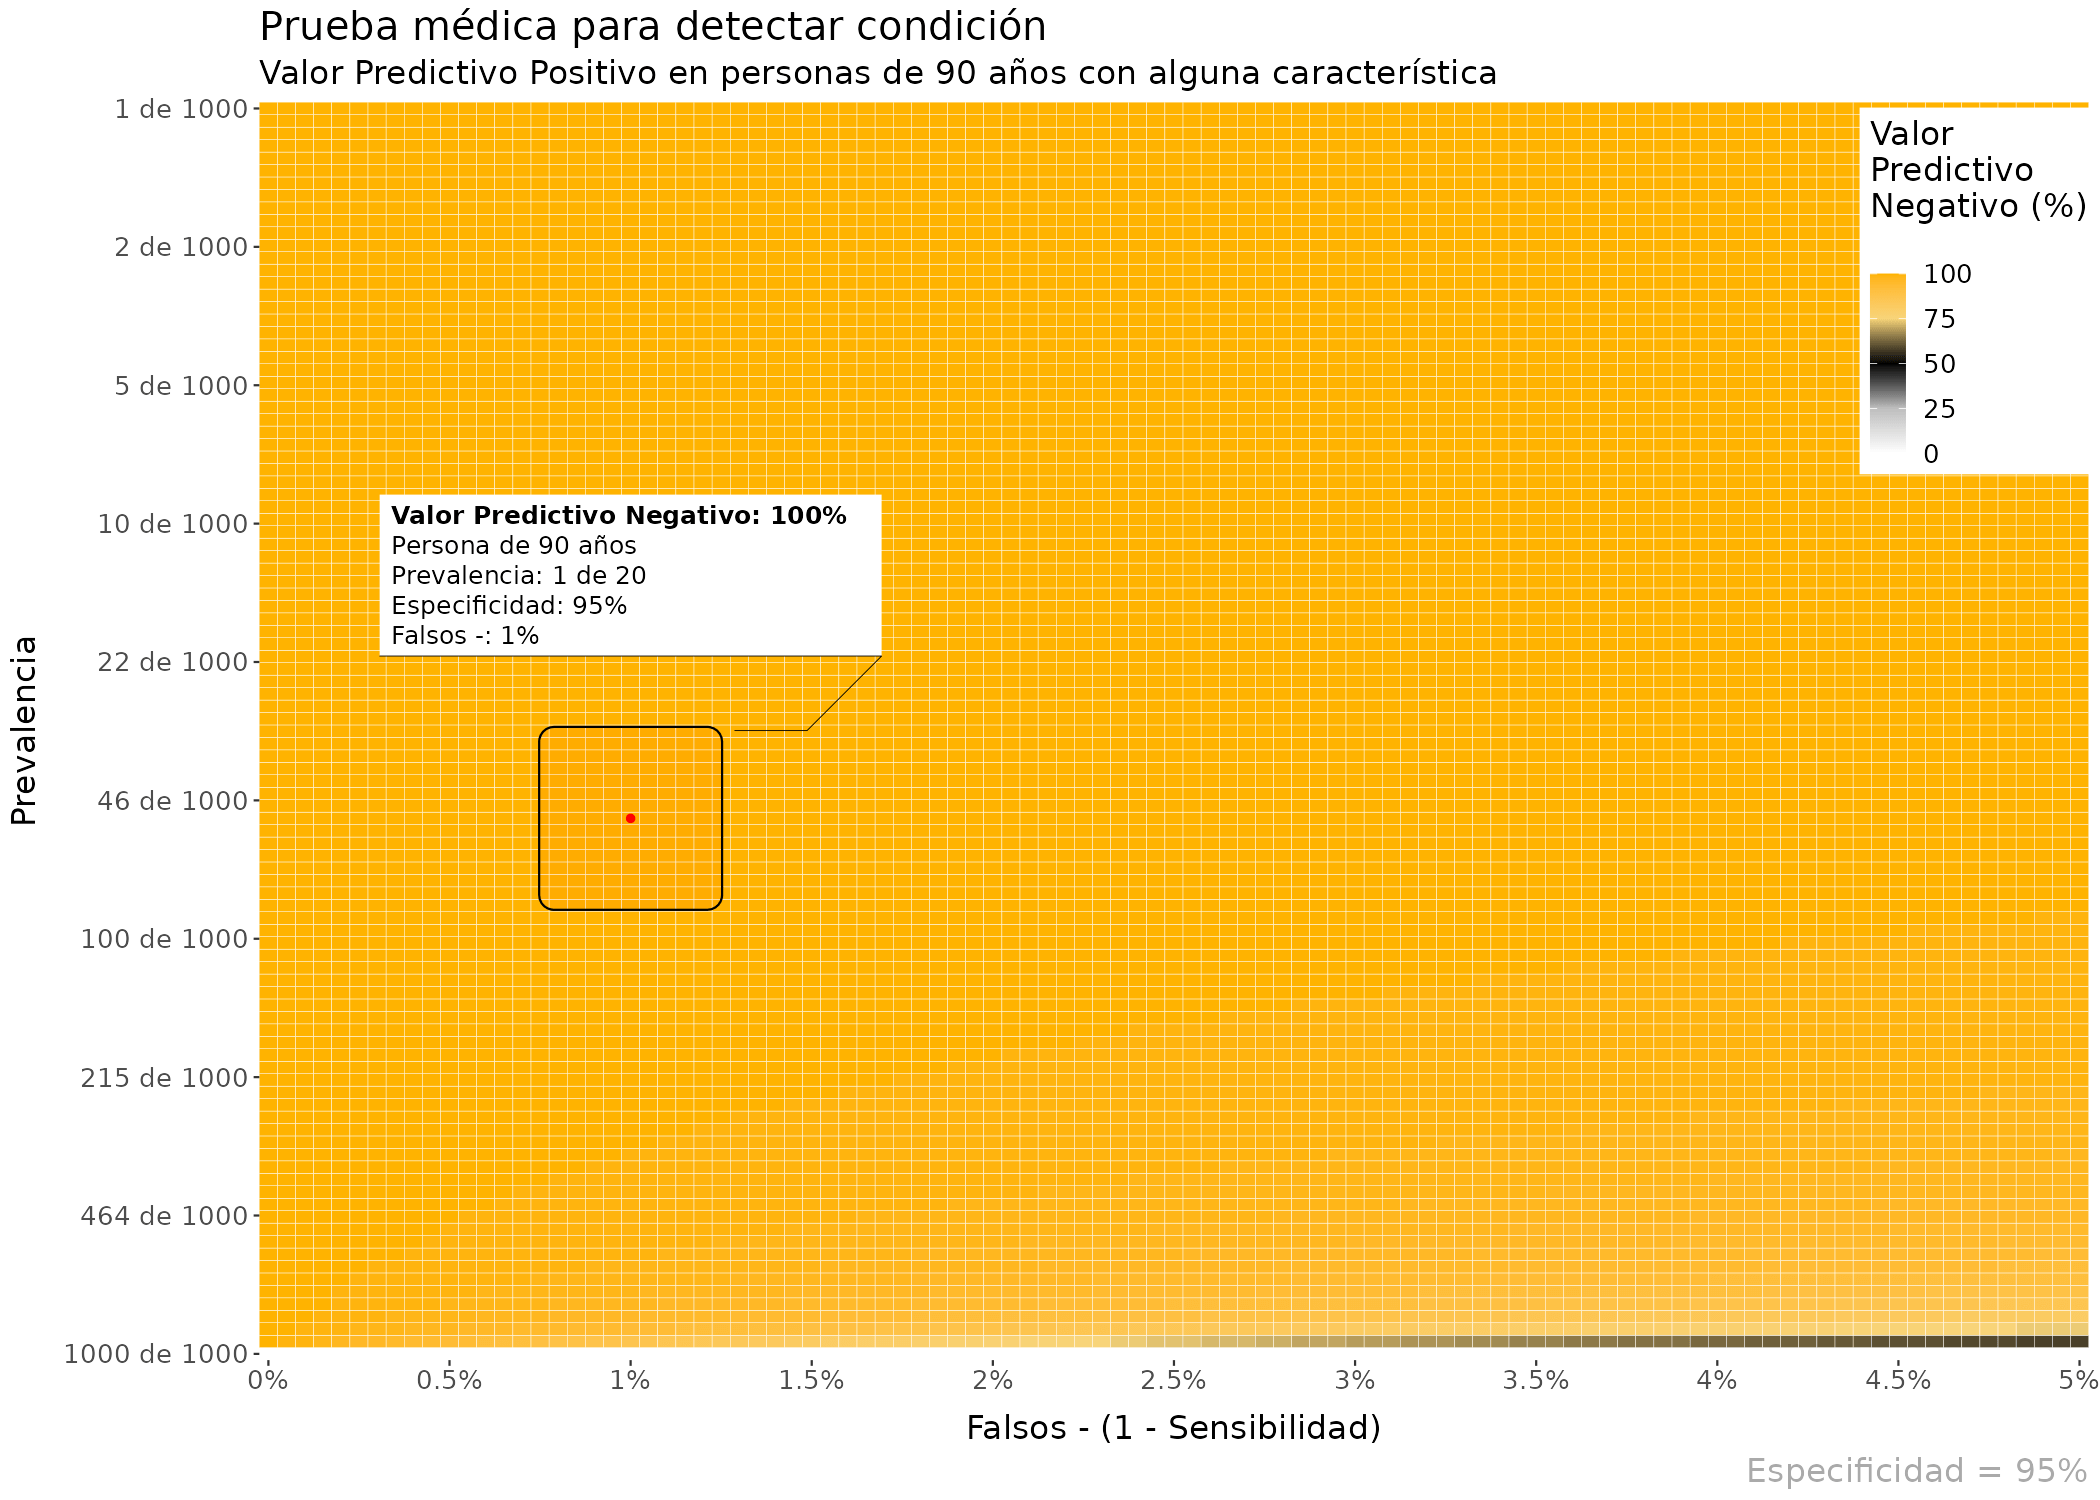 Prueba médica para detectar condición
Valor Predictivo Positivo en personas de 90 años con alguna característica
Valor
Predictivo
Negativo (%)
100
75
50
25
0
Prevalencia
1 de 1000
2 de 1000
5 de 1000
10 de 1000
22 de 1000
46 de 1000
100 de 1000
215 de 1000
464 de 1000
1000 de 1000
Valor Predictivo Negativo: 100%
Persona de 90 años
Prevalencia: 1 de 20
Especificidad: 95%
Falsos -: 1%
0% 0.5% 1% 1.5% 2% 2.5% 3% 3.5% 4% 4.5% 5%
Falsos - (1 - Sensibilidad)
Especificidad = 95%